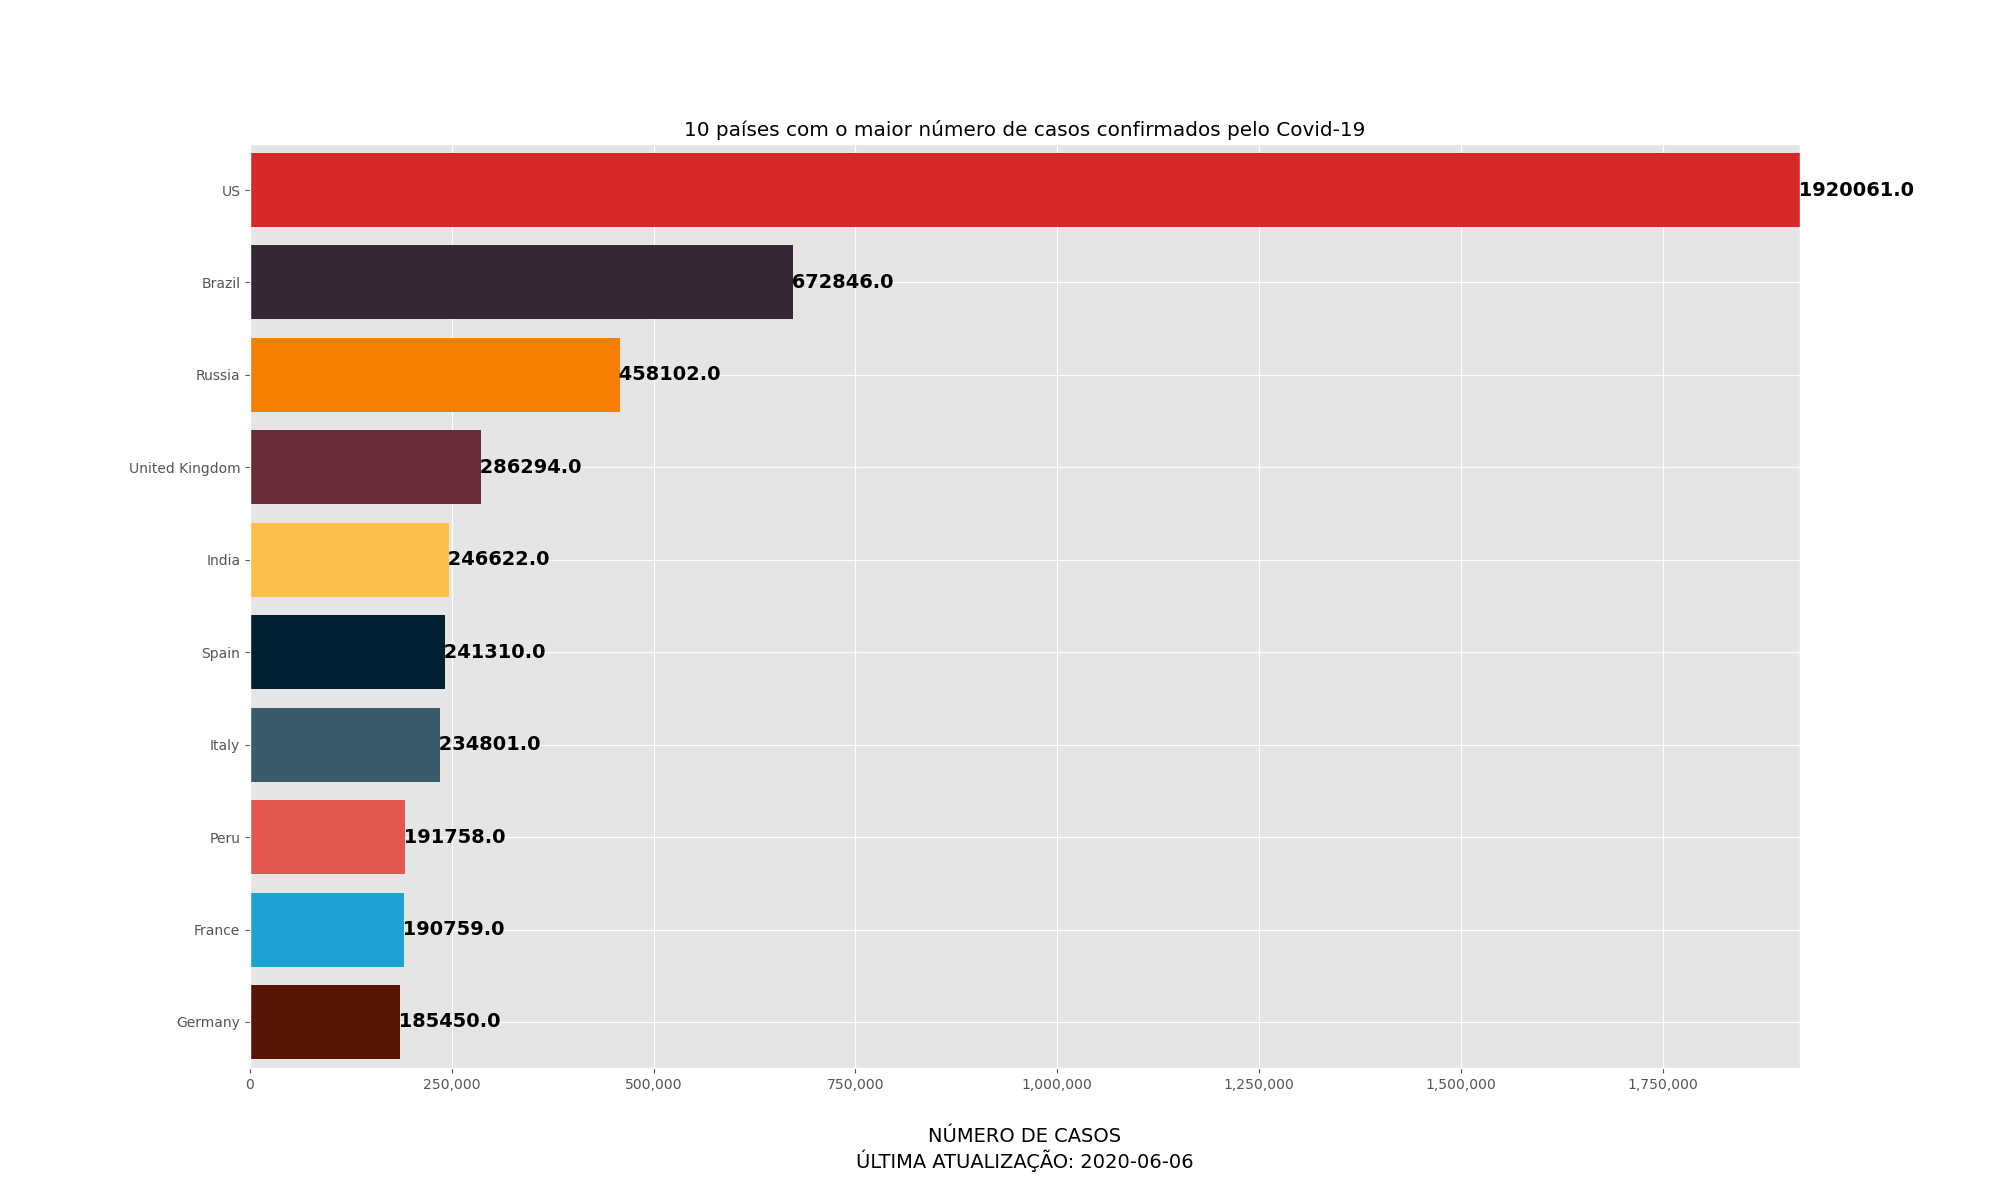 10 países com o maior número de casos confirmados pelo Covid-19
US 1920061.0
Brazil 672846.0
Russia 458102.0
United Kingdom 286294.0
India 246622.0
Spain 241310.0
Italy 234801.0
Peru 191758.0
France 190759.0
Germany 185450.0
0 250,000 500,000 750,000 1,000,000 1,250,000 1,500,000 1,750,000
NÚMERO DE CASOS
ÚLTIMA ATUALIZAÇÃO: 2020-06-06